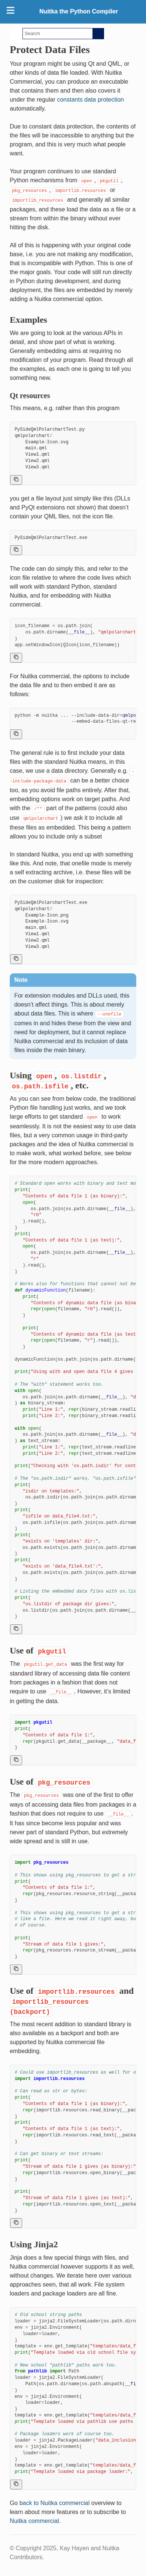 Nuitka the Python Compiler
Search
Protect Data Files
Might your program might be using Qt and QML, or
other kinds of data file loaded. With Nuitka
Commercial, you can produce an executable
that contains them and then also covers it
under the regular constants data protection
automatically.
Due to constant data protection, the contents of
the files will be inaccessible to anything but the
program, and this is very much what people
want.
Your program continues to use standard
Python mechanisms from open , pkgutil ,
pkg_resources , importlib.resources or
importlib_resources and generally all similar
packages, and these load the data as a file or a
stream from within the binary without ever
hitting the disk.
All of this is happening with your original code
base, i.e. you are not making any modification,
that is incompatible with Python. This is one of
the major goals. Your code still will run directly
in Python during development, and during
deployment, the files are embedded merely by
adding a Nuitka commercial option.
Examples
We are going to look at the various APIs in
detail, and show part of what is working.
Generally embedding aims at requiring no
modifications of your program, so these are
examples, and each time it will generally cause
all things to go, let us know if you are missing
something new.
Qt resources
This means, e.g. rather than this program
PySide@QmlPolarchartTest.py
qmlpolarchart/
Example-Icon.svg
main.qml
View1.qml
View2.qml
View3.qml
you get a file layout just simply like this (DLLs
and PyQt extensions not shown) that doesn't
contain your QML files, not the icon file.
PySide@QmlPolarchartTest.exe
The code can do simply this, and refer to the
icon file relative to where the code lives which
will work with standard Python, standard
Nuitka, and for embedding with Nuitka
commercial.
icon_filename = os.path.join(
os.path.dirname(__file__), "qmlpolarchart
)
app.setWindowIcon(QIcon(icon_filename))
For Nuitka commercial, the options to include
the data file and to then embed it are as
follows:
python -m nuitka ... --include-data-dir=qmlpo
--embed-data-files-qt-re
The general rule is to first include your data
files with the standard Nuitka means, in this
case, we use a data directory. Generally e.g. -
-include-package-data can be a better choice
too, as you specify file paths entirely. After that,
embedding options work on target paths. And
with the /** part of the patterns (could also
use qmlpolarchart ) we ask it to include all
those files as embedded. This being a pattern
allows you to include only a subset
In standard Nuitka, you end up with something
like this. And note, that onefile mode is merely
a self extracting archive, i.e. these files will be
on the customer disk for inspection:
PySide@QmlPolarchartTest.exe
qmlpolarchart/
Example-Icon.png
Example-Icon.svg
main.qml
View1.qml
View2.qml
View3.qml
Note
For extension modules and DLLs used, this
doesn't affect things. This is about merely
about data files. This is where --onefile
comes in and hides these from the view and
need for deployment, but it cannot replace
Nuitka commercial and its inclusion of data
files inside the main binary.
Using open , os.listdir ,
os.path.isfile , etc.
As you can see from below code, the traditional
Python file handling just works, and we took
large efforts to get standard open to work
seamlessly. It is not the easiest way to do data
files, but a very common usage in third-party
packages and the idea of Nuitka commercial is
to make work, what worked before, see below
for the more modern approaches.
# Standard open works with binary and text mo
print(
"Contents of data file 1 (as binary):",
open(
os.path.join(os.path.dirname(__file__),
"rb"
).read(),
)
print(
"Contents of data file 1 (as text):",
open(
os.path.join(os.path.dirname(__file__),
"r"
).read(),
)
# Works also for functions that cannot not be
def dynamicFunction(filename):
print(
"Contents of dynamic data file (as binar
repr(open(filename, "rb").read()),
)
print(
"Contents of dynamic data file (as text
repr(open(filename, "r").read()),
)
dynamicFunction(os.path.join(os.path.dirname(
print("Using with and open data file 4 gives
# The "with" statement works too.
with open(
os.path.join(os.path.dirname(__file__), "d
) as binary_stream:
print("Line 1:", repr(binary_stream.readli
print("Line 2:", repr(binary_stream.readli
with open(
os.path.join(os.path.dirname(__file__), "d
) as text_stream:
print("Line 1:", repr(text_stream.readline
print("Line 2:", repr(text_stream.readline
print("Checking with 'os.path.isdir' for cont
# The "os.path.isdir" works, "os.path.isfile"
print(
"isdir on templates:",
os.path.isdir(os.path.join(os.path.dirname(
)
print(
"isfile on data_file4.txt:",
os.path.isfile(os.path.join(os.path.dirname
)
print(
"exists on 'templates' dir:",
os.path.exists(os.path.join(os.path.dirname
)
print(
"exists on 'data_file4.txt':",
os.path.exists(os.path.join(os.path.dirname
)
# Listing the embedded data files with os.lis
print(
"os.listdir of package dir gives:",
os.listdir(os.path.join(os.path.dirname(__f
)
Use of pkgutil
The pkgutil.get_data was the first way for
standard library of accessing data file content
from packages in a fashion that does not
require to use __file__ . However, it's limited
in getting the data.
import pkgutil
print(
"Contents of data file 1:",
repr(pkgutil.get_data(__package__, "data_f
)
Use of pkg_resources
The pkg_resources was one of the first to offer
ways of accessing data files from packages in a
fashion that does not require to use __file__ .
It has since become less popular and was
never part of standard Python, but extremely
wide spread and is still in use.
import pkg_resources
# This shows using pkg_resources to get a str
print(
"Contents of data file 1:",
repr(pkg_resources.resource_string(__packa
)
# This shows using pkg_resources to get a str
# like a file. Here we read it right away, bu
# of course.
print(
"Stream of data file 1 gives:",
repr(pkg_resources.resource_stream(__packa
)
Use of importlib.resources and
importlib_resources
(backport)
The most recent addition to standard library is
also available as a backport and both are
supported by Nuitka commercial file
embedding.
# Could use importlib_resources as well for o
import importlib.resources
# Can read as str or bytes:
print(
"Contents of data file 1 (as binary):",
repr(importlib.resources.read_binary(__pac
)
print(
"Contents of data file 1 (as text):",
repr(importlib.resources.read_text(__packa
)
# Can get binary or text streams:
print(
"Stream of data file 1 gives (as binary):"
repr(importlib.resources.open_binary(__pac
)
print(
"Stream of data file 1 gives (as text):",
repr(importlib.resources.open_text(__packa
)
Using Jinja2
Jinja does a few special things with files, and
Nuitka commercial however supports it as well,
without changes. We iterate here over various
approaches, that all work. File system
loaders and package loaders are all fine.
# Old school string paths
loader = jinja2.FileSystemLoader(os.path.dirn
env = jinja2.Environment(
loader=loader,
)
template = env.get_template("templates/data_f
print("Template loaded via old school file sy
# New school "pathlib" paths work too.
from pathlib import Path
loader = jinja2.FileSystemLoader(
Path(os.path.dirname(os.path.abspath(__fi
)
env = jinja2.Environment(
loader=loader,
)
template = env.get_template("templates/data_f
print("Template loaded via pathlib use paths
# Package loaders work of course too.
loader = jinja2.PackageLoader("data_inclusion
env = jinja2.Environment(
loader=loader,
)
template = env.get_template("templates/data_f
print("Template loaded via package loader:",
Go back to Nuitka commercial overview to
learn about more features or to subscribe to
Nuitka commercial.
© Copyright 2025, Kay Hayen and Nuitka
Contributors.